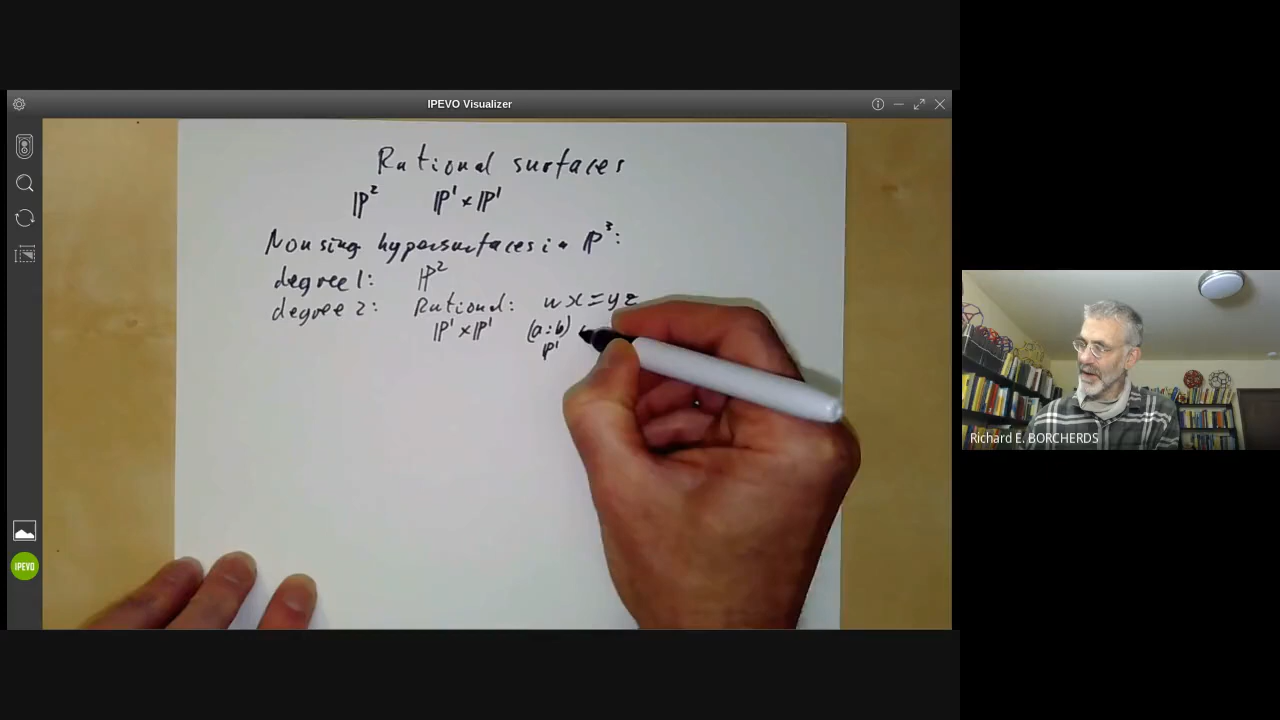 IPEVO Visualizer
Rational surfaces
ℙ² ℙ¹×ℙ¹
Nonsing hypersurfaces in ℙ³:
degree 1: ℙ²
degree 2: Rational: wx=yz
ℙ¹×ℙ¹ (a:b)
ℙ¹
Richard E. BORCHERDS
IPEVO